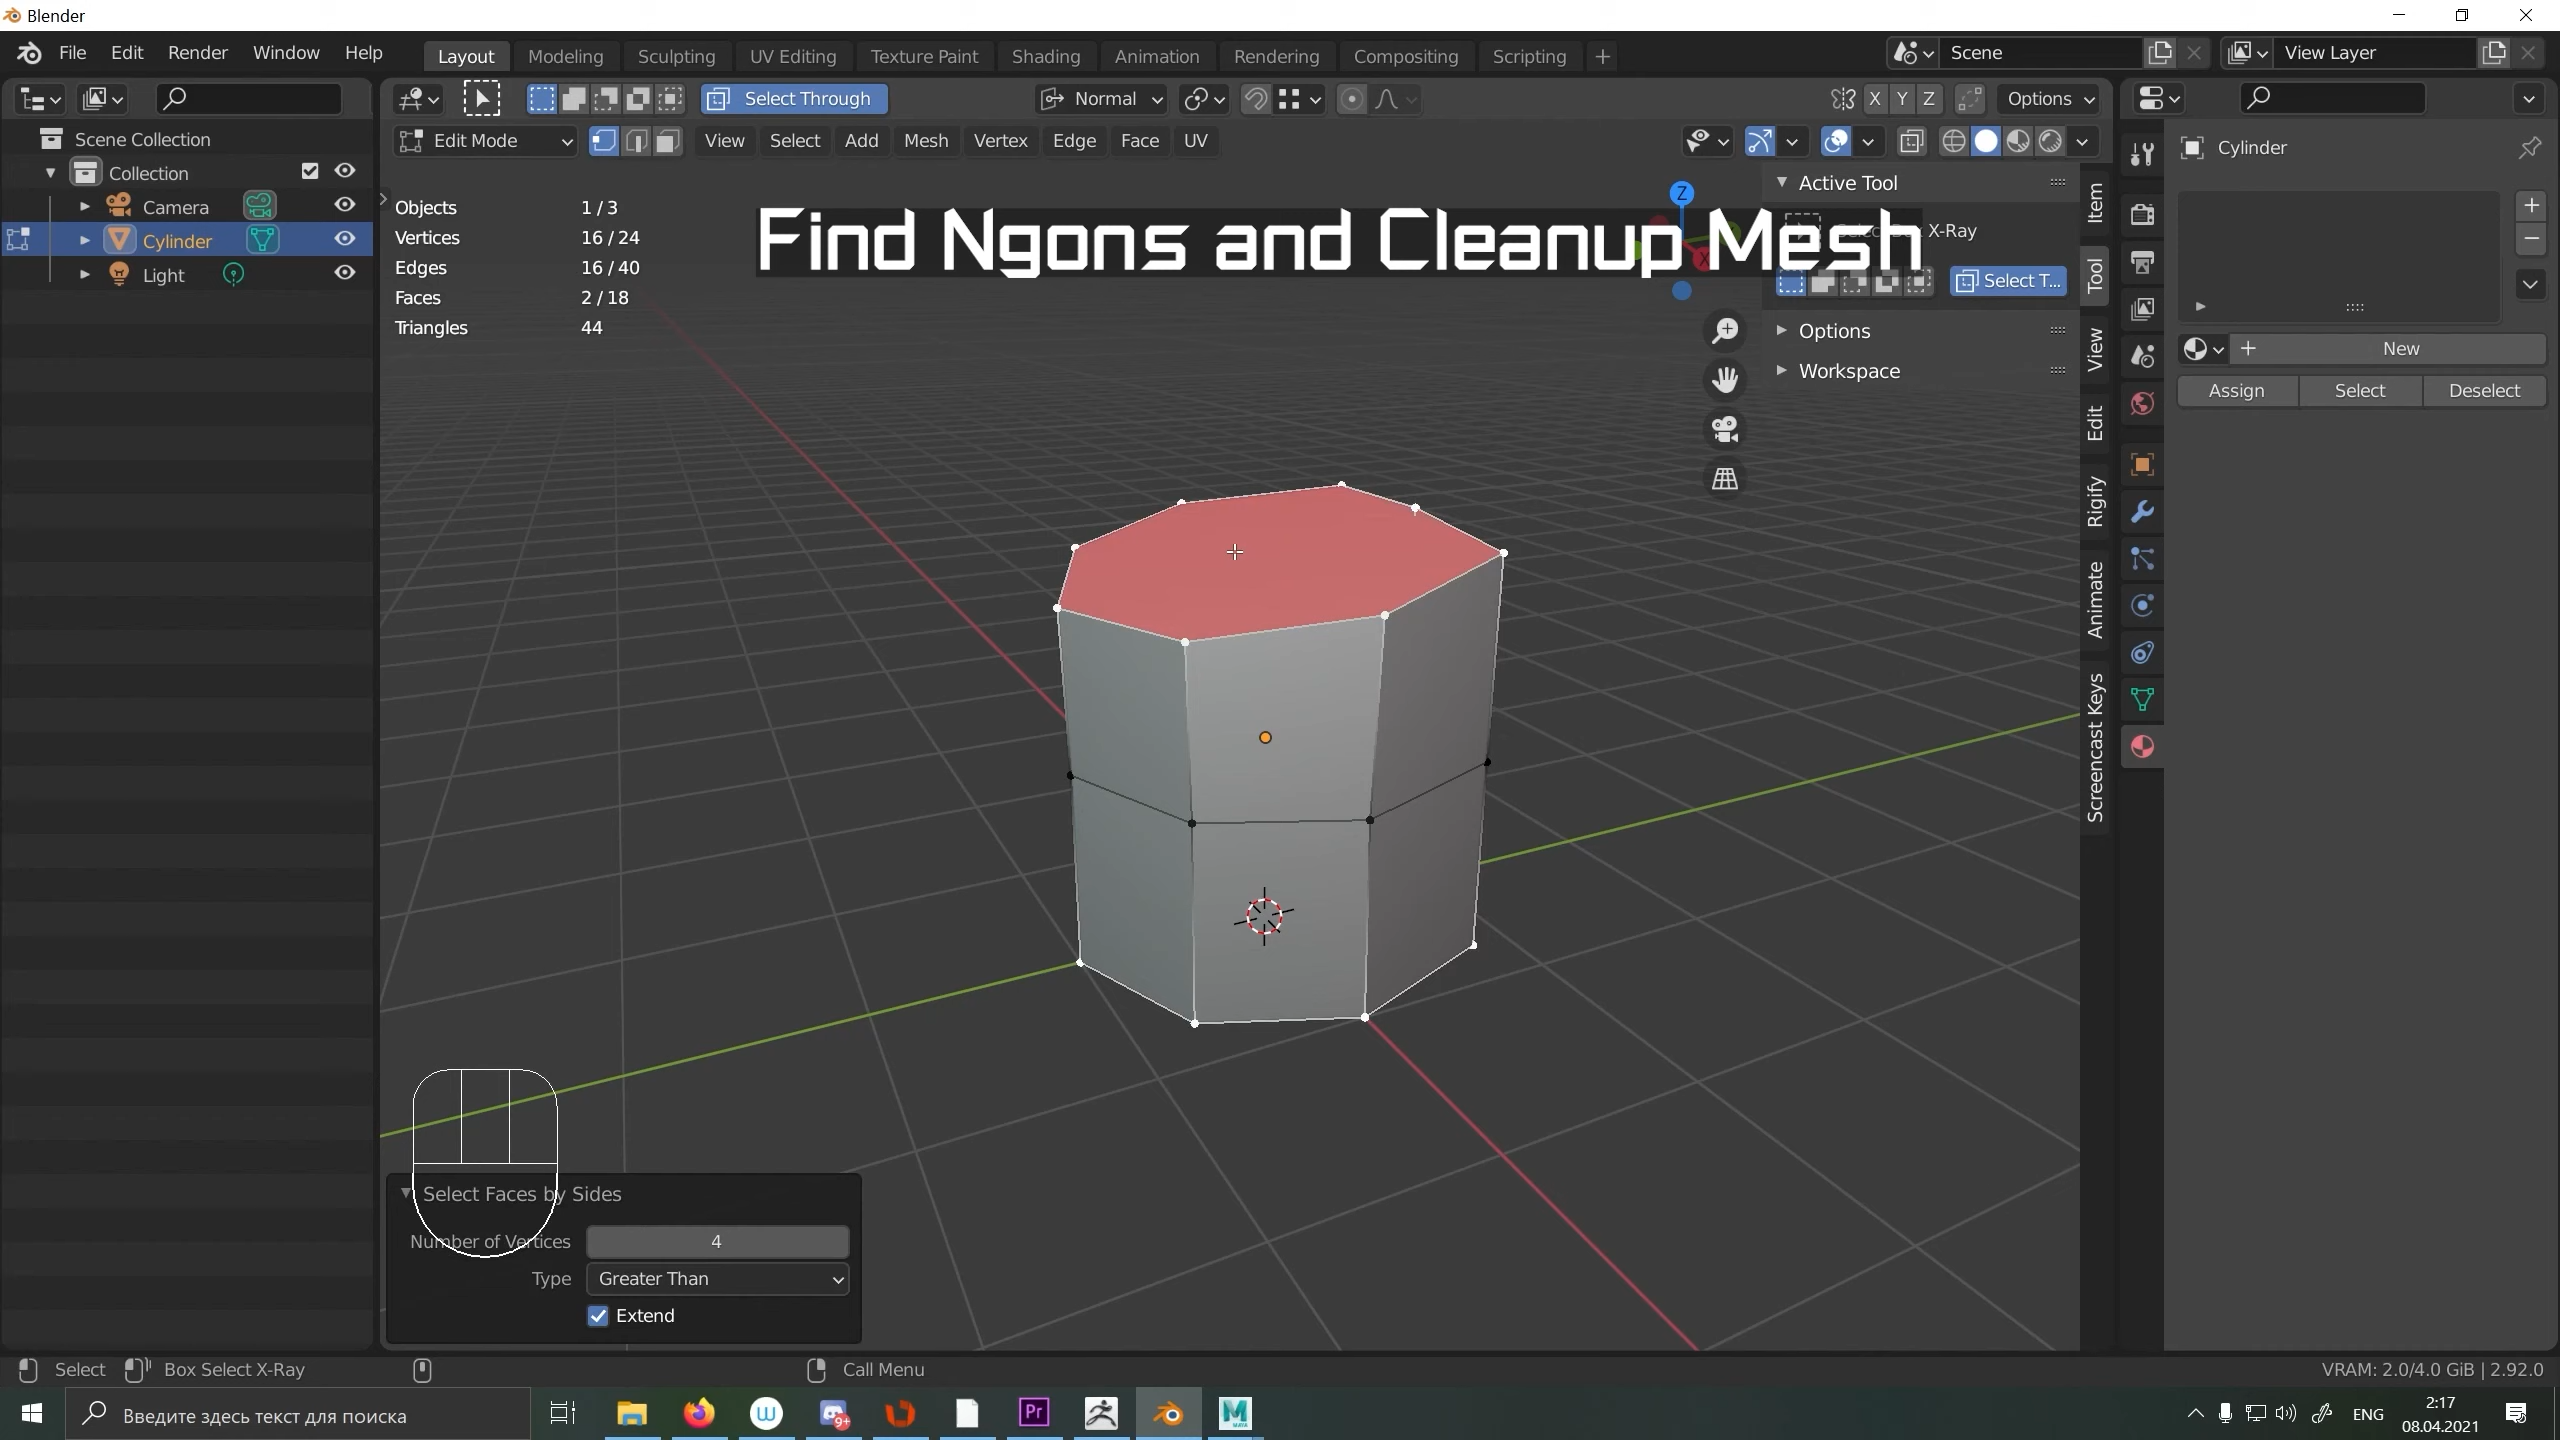 Blender
File Edit Render Window Help Layout Modeling Sculpting UV Editing Texture Paint Shading Animation Rendering Compositing Scripting + Scene View Layer
Select Through Normal X Y Z Options
Edit Mode View Select Add Mesh Vertex Edge Face UV
Scene Collection
Collection
Camera
Cylinder
Light
Objects 1 / 3
Vertices 16 / 24
Edges 16 / 40
Faces 2 / 18
Triangles 44
Find Ngons and Cleanup Mesh
Z
X
Active Tool
X-Ray
Select T...
Options
Workspace
Item
Tool
View
Edit
Rigify
Animate
Screencast Keys
Cylinder
New
Assign Select Deselect
Select Faces by Sides
Number of Vertices 4
Type Greater Than
Extend
Select Box Select X-Ray Call Menu VRAM: 2.0/4.0 GiB | 2.92.0
Введите здесь текст для поиска
9+
Pr
ENG
2:17
08.04.2021